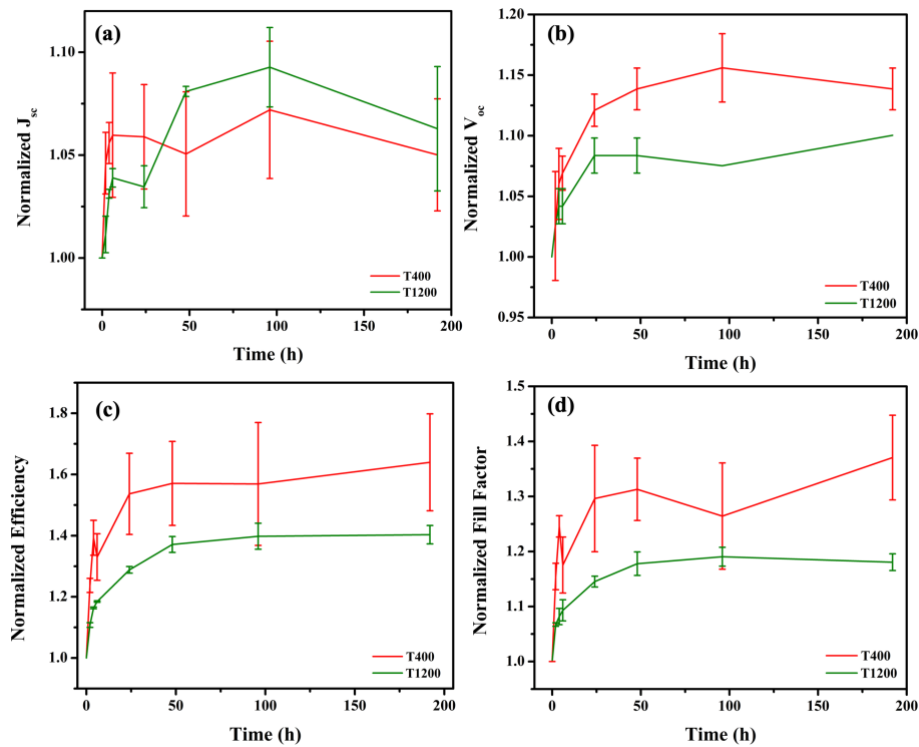 (a)
Normalized Jsc
1.10
1.05
1.00
0 50 100 150 200
Time (h)
T400
T1200
(b)
Normalized Voc
1.20
1.15
1.10
1.05
1.00
0.95
0 50 100 150 200
Time (h)
T400
T1200
(c)
Normalized Efficiency
1.8
1.6
1.4
1.2
1.0
0 50 100 150 200
Time (h)
T400
T1200
(d)
Normalized Fill Factor
1.5
1.4
1.3
1.2
1.1
1.0
0 50 100 150 200
Time (h)
T400
T1200